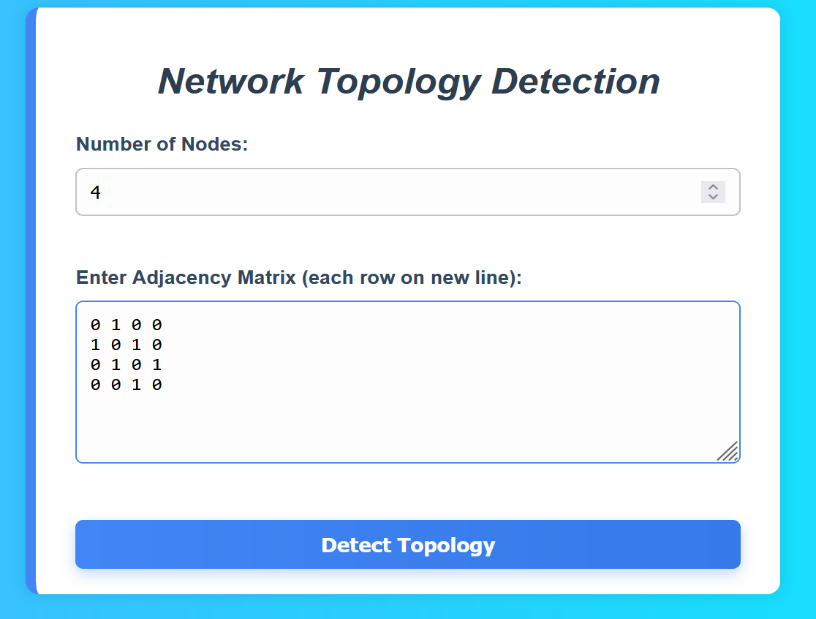 Network Topology Detection
Number of Nodes:
4
Enter Adjacency Matrix (each row on new line):
0 1 0 0
1 0 1 0
0 1 0 1
0 0 1 0
Detect Topology